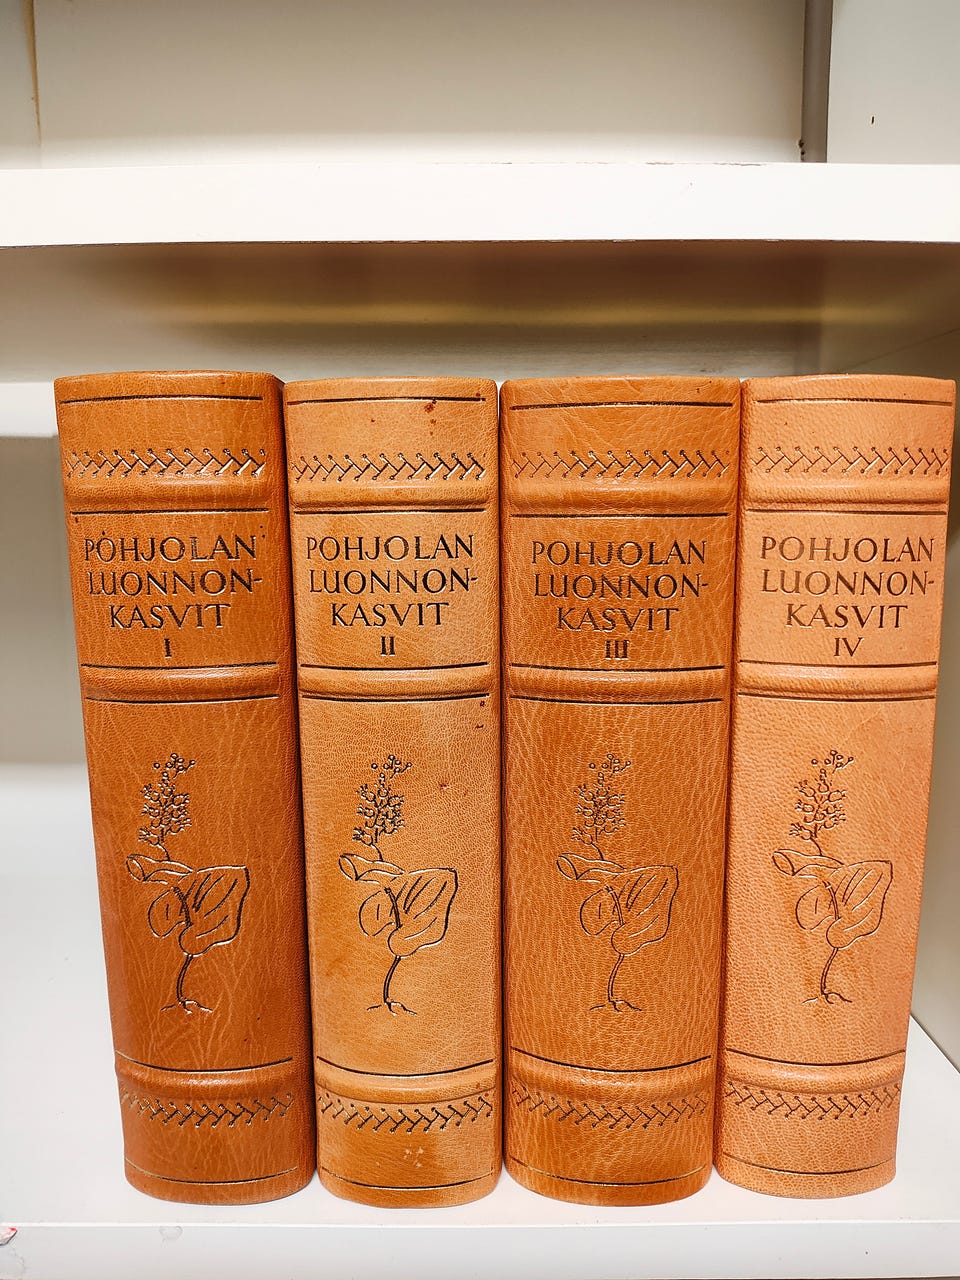 POHJOLAN
LUONNON-
KASVIT
I
POHJOLAN
LUONNON-
KASVIT
II
POHJOLAN
LUONNON-
KASVIT
III
POHJOLAN
LUONNON-
KASVIT
IV